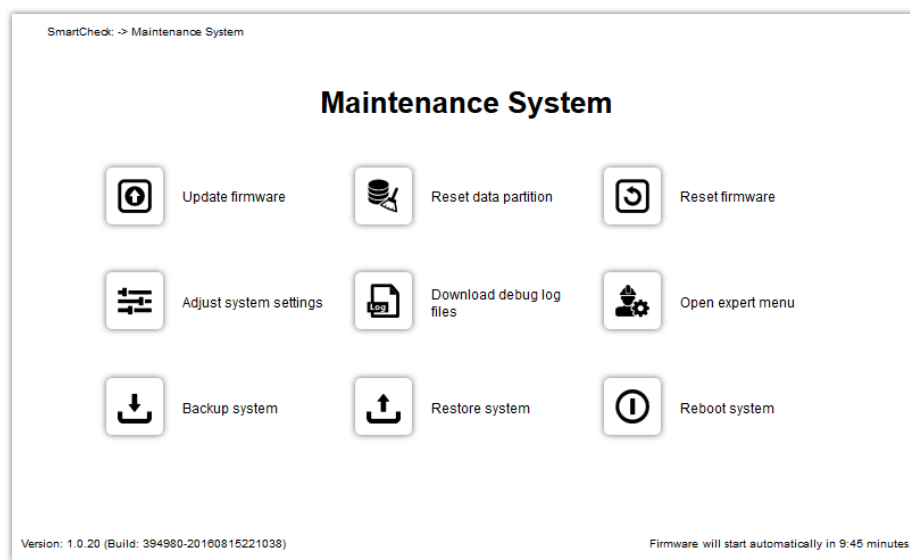 SmartCheck: -> Maintenance System
Maintenance System
Update firmware
Reset data partition
Reset firmware
Adjust system settings
Download debug log
files
Log
Open expert menu
Backup system
Restore system
Reboot system
Version: 1.0.20 (Build: 394980-20160815221038)
Firmware will start automatically in 9:45 minutes